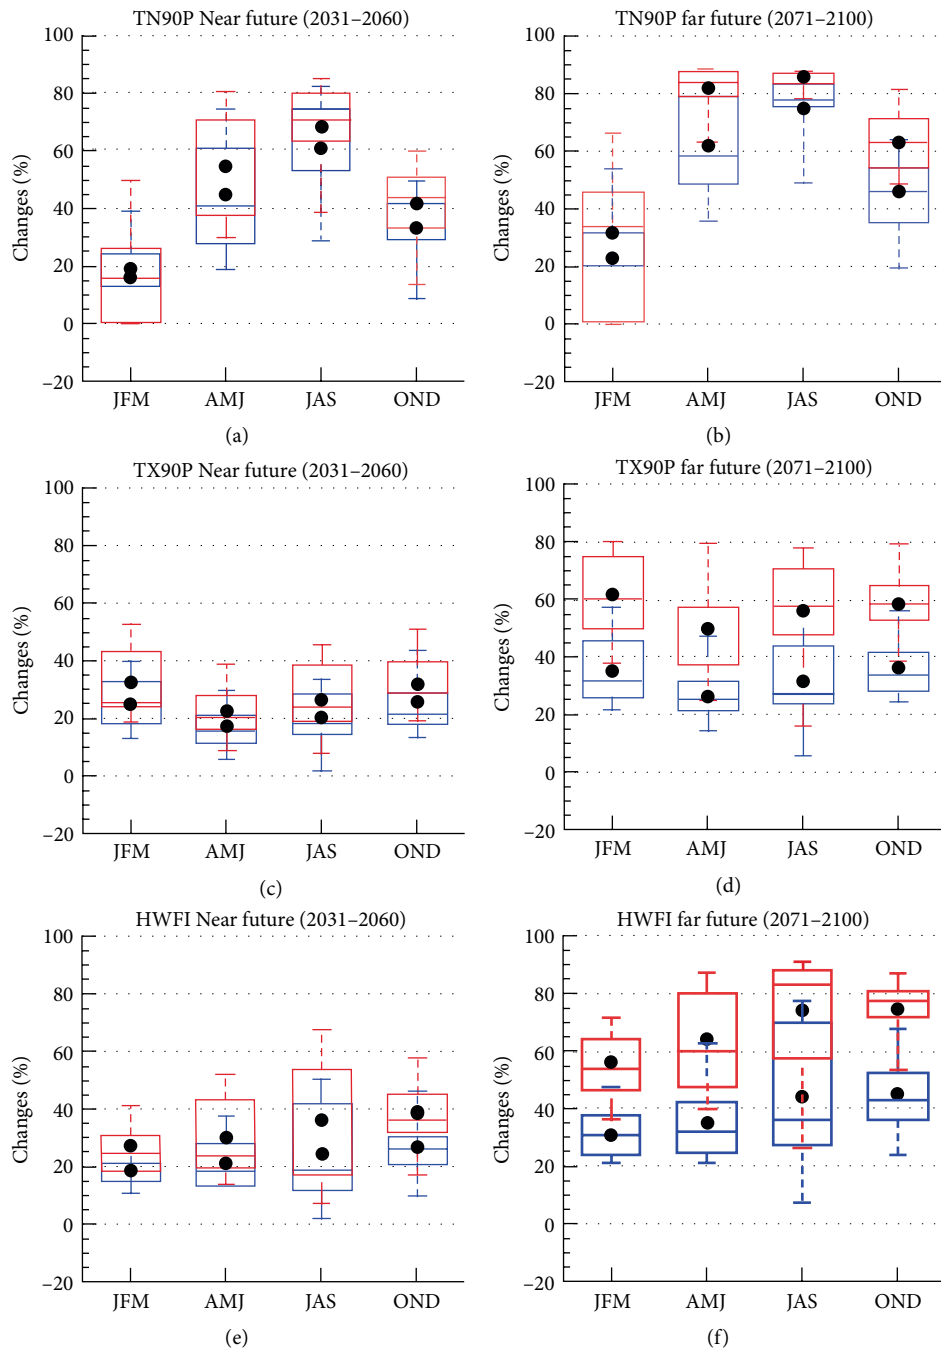 TN90P Near future (2031–2060)
100
80
60
40
20
0
–20
Changes (%)
JFM AMJ JAS OND
(a)
TN90P far future (2071–2100)
100
80
60
40
20
0
–20
Changes (%)
JFM AMJ JAS OND
(b)
TX90P Near future (2031–2060)
100
80
60
40
20
0
–20
Changes (%)
JFM AMJ JAS OND
(c)
TX90P far future (2071–2100)
100
80
60
40
20
0
–20
Changes (%)
JFM AMJ JAS OND
(d)
HWFI Near future (2031–2060)
100
80
60
40
20
0
–20
Changes (%)
JFM AMJ JAS OND
(e)
HWFI far future (2071–2100)
100
80
60
40
20
0
–20
Changes (%)
JFM AMJ JAS OND
(f)